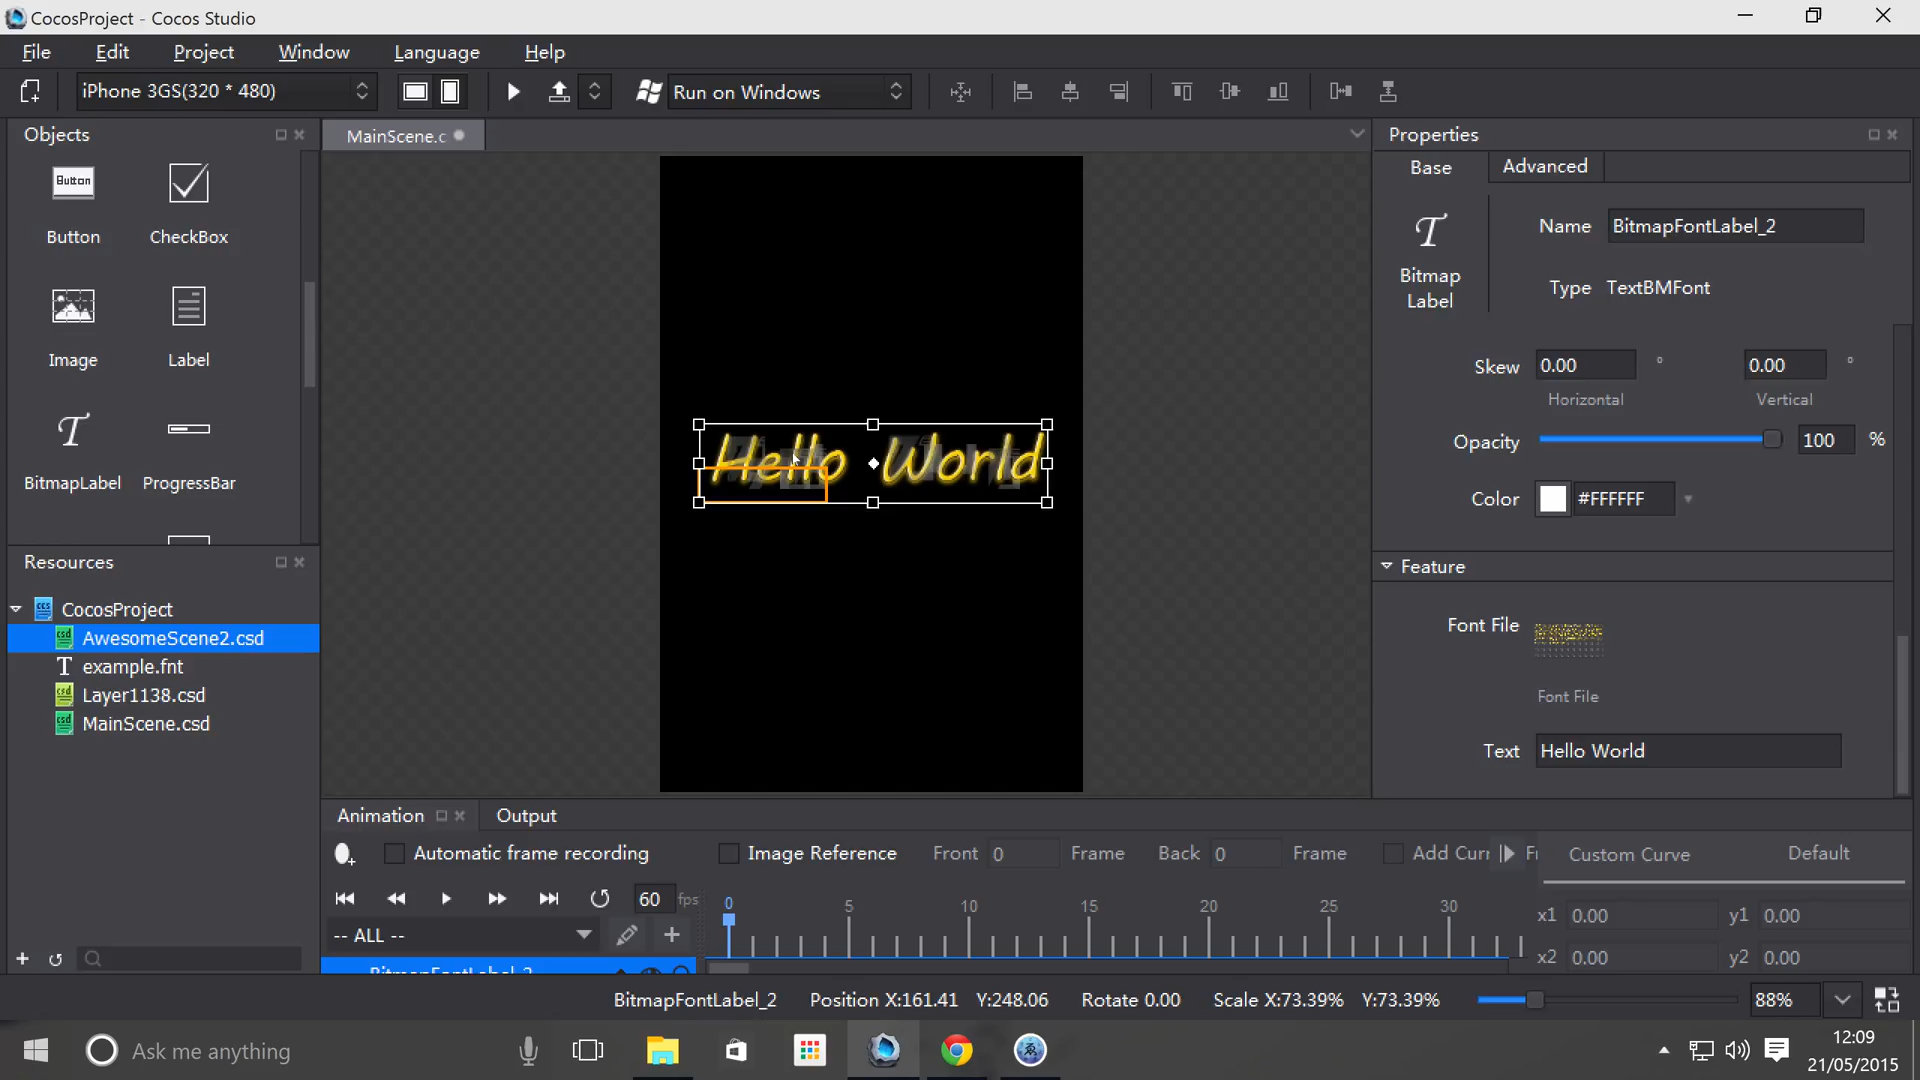 CocosProject - Cocos Studio
File Edit Project Window Language Help
iPhone 3GS(320 * 480) Run on Windows
Objects
MainScene.c
Properties
Base Advanced
Button
Button CheckBox
Name BitmapFontLabel_2
Bitmap Label
Type TextBMFont
Image Label
Skew 0.00 ° 0.00 °
Horizontal Vertical
Opacity 100 %
Hello World
BitmapLabel ProgressBar
Color #FFFFFF
Resources
Feature
CocosProject
AwesomeScene2.csd
example.fnt
Layer1138.csd
MainScene.csd
Font File
Font File
Text Hello World
Animation Output
Automatic frame recording Image Reference Front 0 Frame Back 0 Frame Add Curr Fr Custom Curve Default
60 fps 0 5 10 15 20 25 30
x1 0.00 y1 0.00
-- ALL --
x2 0.00 y2 0.00
BitmapFontLabel_2
BitmapFontLabel_2 Position X:161.41 Y:248.06 Rotate 0.00 Scale X:73.39% Y:73.39% 88%
Ask me anything
12:09
21/05/2015